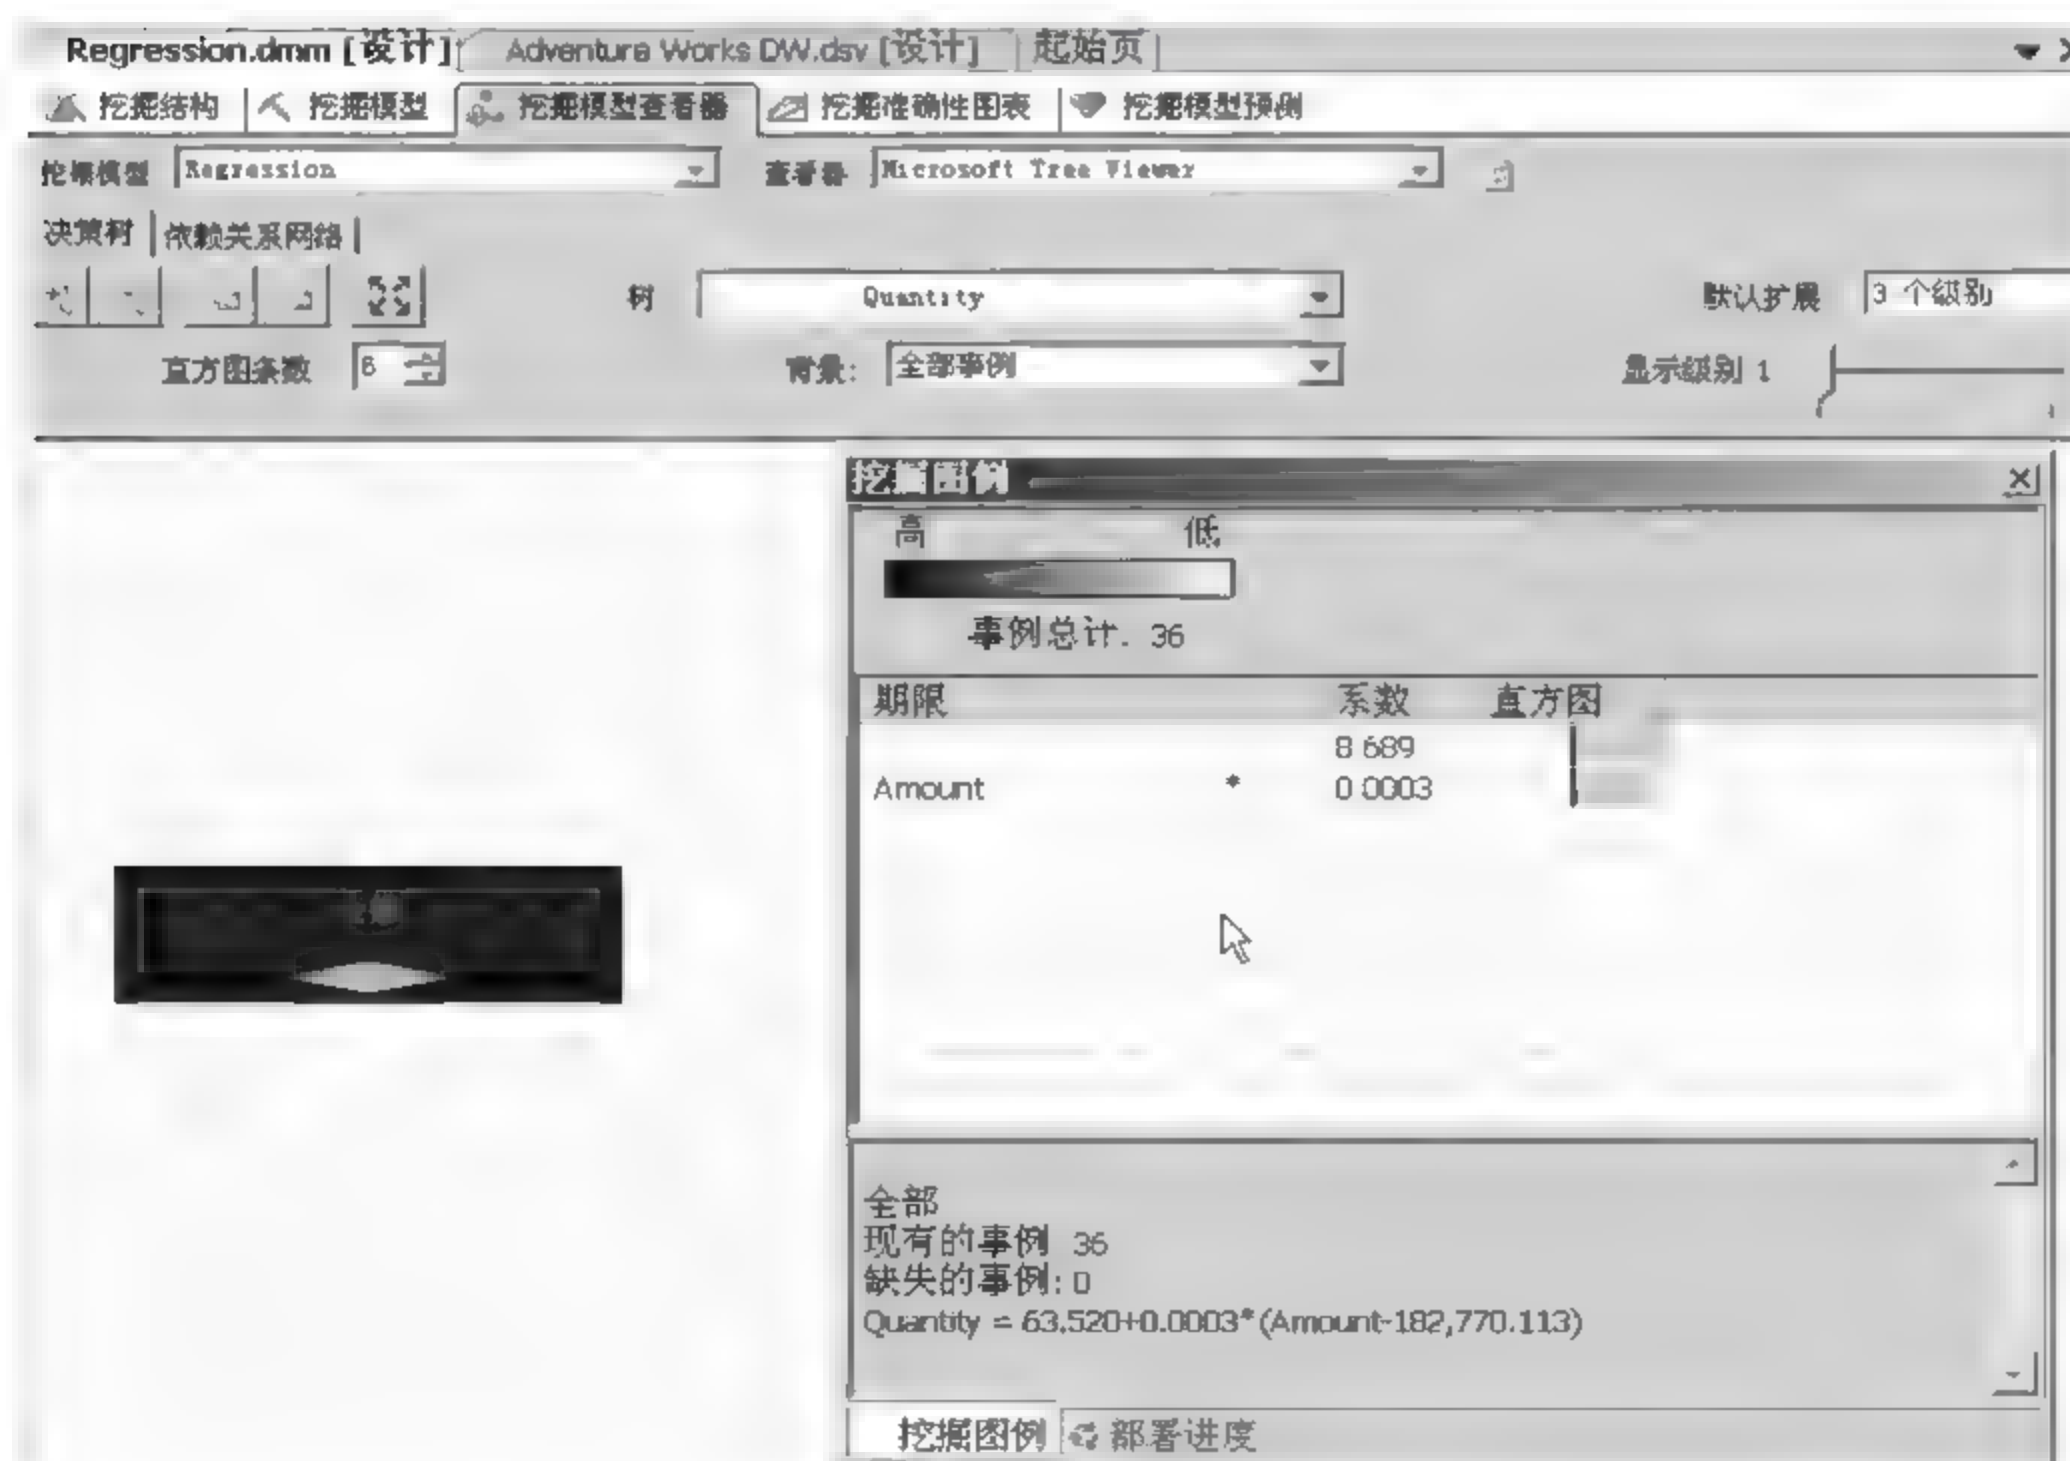 Regression.dmm [设计] Adventure Works DW.dsv [设计] 起始页
挖掘结构 挖掘模型 挖掘模型查看器 挖掘准确性图表 挖掘模型预测
挖掘模型 Regression 查看器 Microsoft Tree Viewer
决策树 依赖关系网络
树 Quantity 默认扩展 3 个级别
直方图条数 6 背景: 全部事例 显示级别 1
挖掘图例
高 低
事例总计. 36
期限 系数 直方图
8 689
Amount * 0 0003
全部
现有的事例 36
缺失的事例: 0
Quantity = 63.520+0.0003*(Amount-182,770.113)
挖掘图例 部署进度